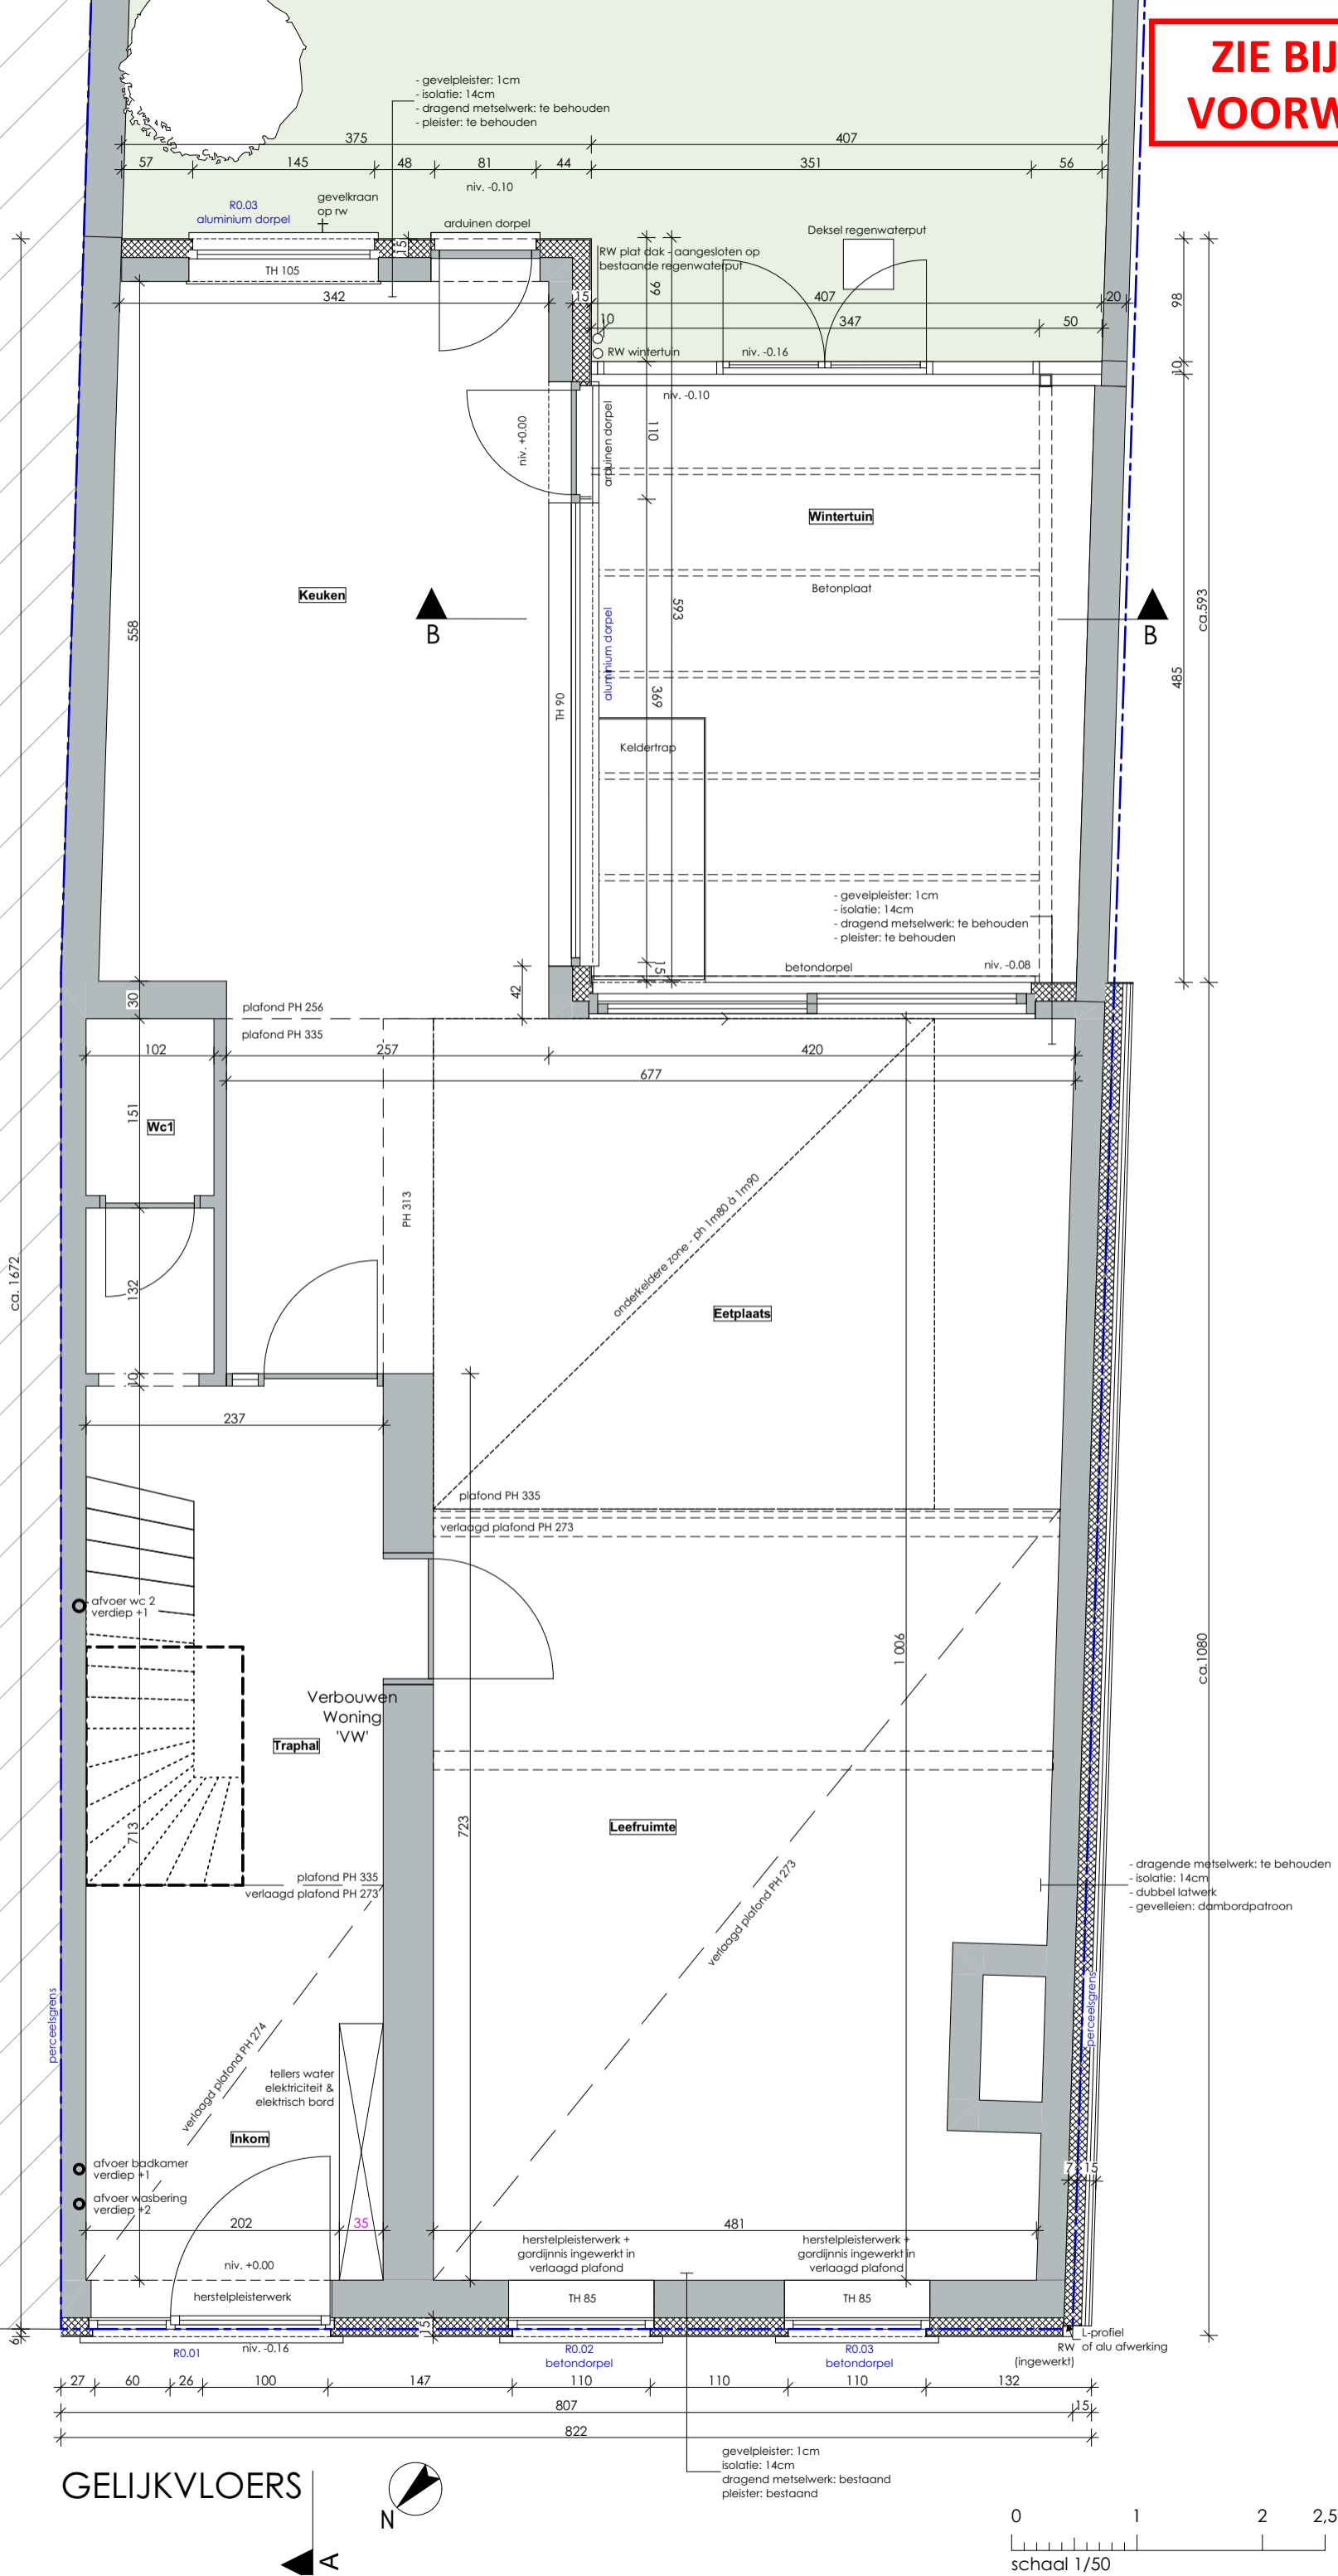 ZIE BIJ
VOORW
- gevelpleister: 1cm
- isolatie: 14cm
- dragend metselwerk: te behouden
- pleister: te behouden
375
407
57
145
48
81
44
351
56
niv. -0.10
R0.03
aluminium dorpel
gevelkraan
op rw
arduinen dorpel
Deksel regenwaterput
15
RW plat dak - aangesloten op
bestaande regenwaterput
TH 105
342
15
99
407
20
98
10
347
50
RW wintertuin
niv. -0.16
10
niv. -0.10
niv. +0.00
arduinen dorpel
110
Wintertuin
Betonplaat
Keuken
B
B
558
593
ca.593
aluminium dorpel
369
485
TH 90
Keldertrap
- gevelpleister: 1cm
- isolatie: 14cm
- dragend metselwerk: te behouden
- pleister: te behouden
15
betondorpel
niv. -0.08
42
30
plafond PH 256
plafond PH 335
102
257
420
677
151
Wc1
PH 313
onderkeldere zone - ph 1m80 à 1m90
ca. 1672
132
Eetplaats
10
237
plafond PH 335
verlaagd plafond PH 273
afvoer wc 2
verdiep +1
1 006
ca.1080
Verbouwen
Woning
'VW'
Traphal
713
723
Leefruimte
plafond PH 335
verlaagd plafond PH 273
verlaagd plafond PH 273
- dragende metselwerk: te behouden
- isolatie: 14cm
- dubbel latwerk
- gevelleien: dambordpatroon
perceelsgrens
perceelsgrens
verlaagd plafond PH 274
tellers water
elektriciteit &
elektrisch bord
Inkom
afvoer badkamer
verdiep +1
7
15
afvoer wasbering
verdiep +2
202
35
481
herstelpleisterwerk +
gordijnnis ingewerkt in
verlaagd plafond
herstelpleisterwerk +
gordijnnis ingewerkt in
verlaagd plafond
niv. +0.00
herstelpleisterwerk
TH 85
TH 85
6
15
R0.01
niv. -0.16
R0.02
betondorpel
R0.03
betondorpel
L-profiel
RW of alu afwerking
(ingewerkt)
27
60
26
100
147
110
110
110
132
807
15
822
gevelpleister: 1cm
isolatie: 14cm
dragend metselwerk: bestaand
pleister: bestaand
GELIJKVLOERS
N
A
0
1
2
2,5
schaal 1/50